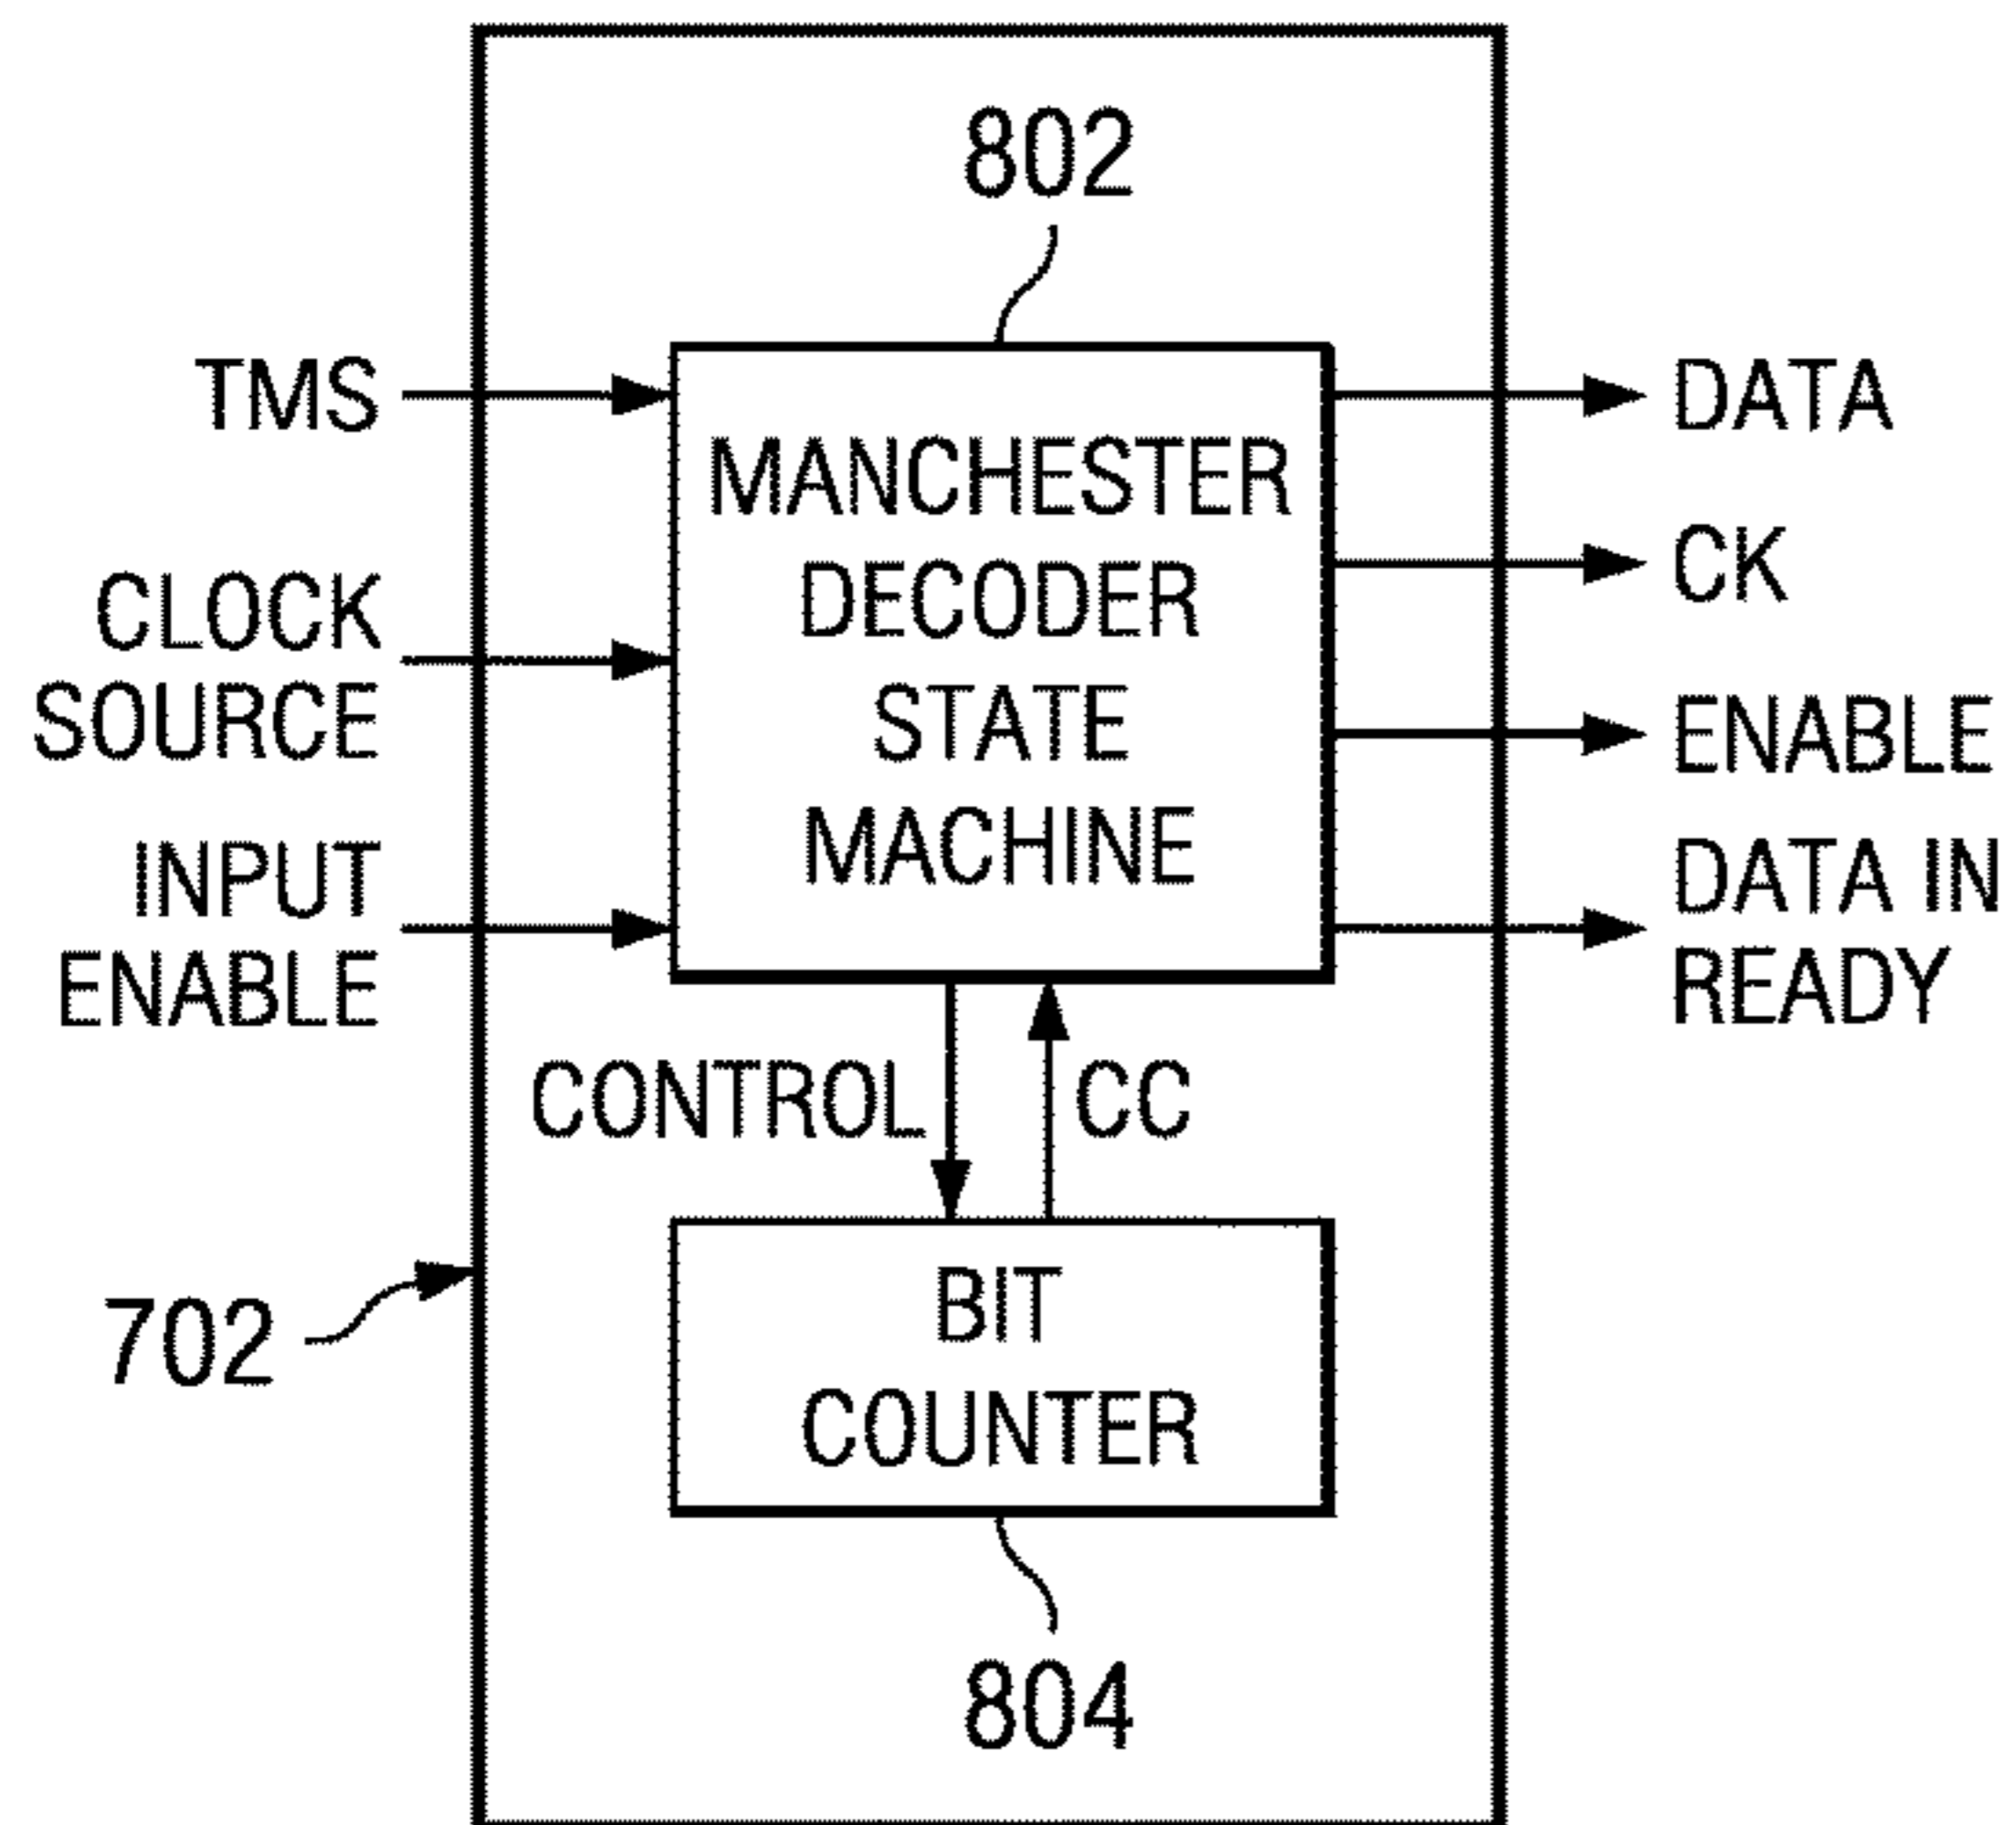 802
TMS
CLOCK
SOURCE
INPUT
ENABLE
MANCHESTER
DECODER
STATE
MACHINE
DATA
CK
ENABLE
DATA IN
READY
CONTROL
CC
702
BIT
COUNTER
804